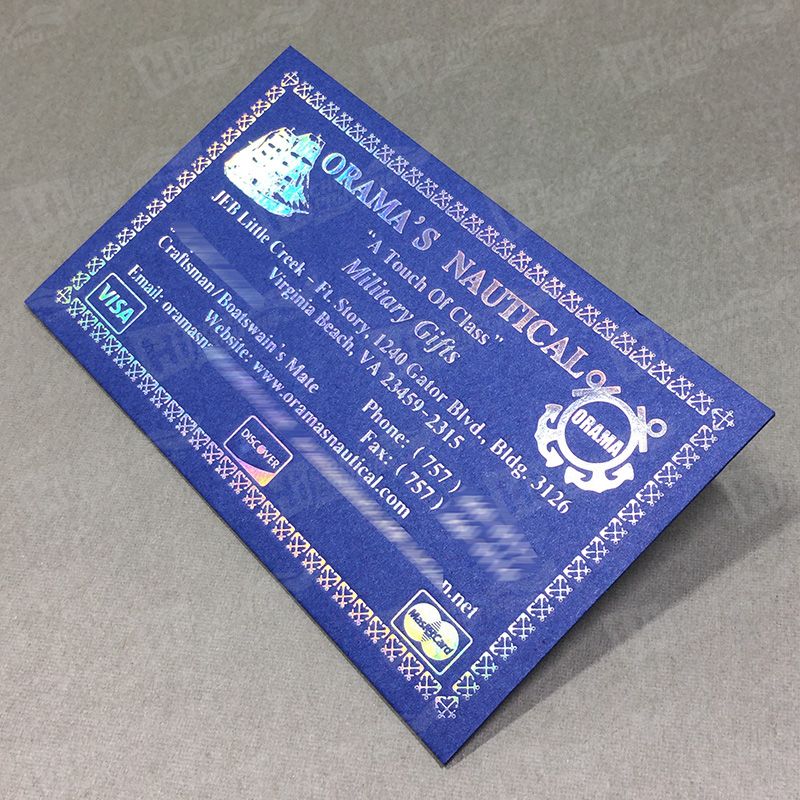 ORAMA'S NAUTICAL
"A Touch Of Class"
Military Gifts
JEB Little Creek – Ft. Story, 1240 Gator Blvd., Bldg. 3126
Virginia Beach, VA 23459-2315
"
Craftsman/Boatswain's Mate
Phone: (757)
Fax: (757)
Website: www.oramasnautical.com
Email: oramasn
.net
ORAMA
VISA
DISCOVER
MasterCard